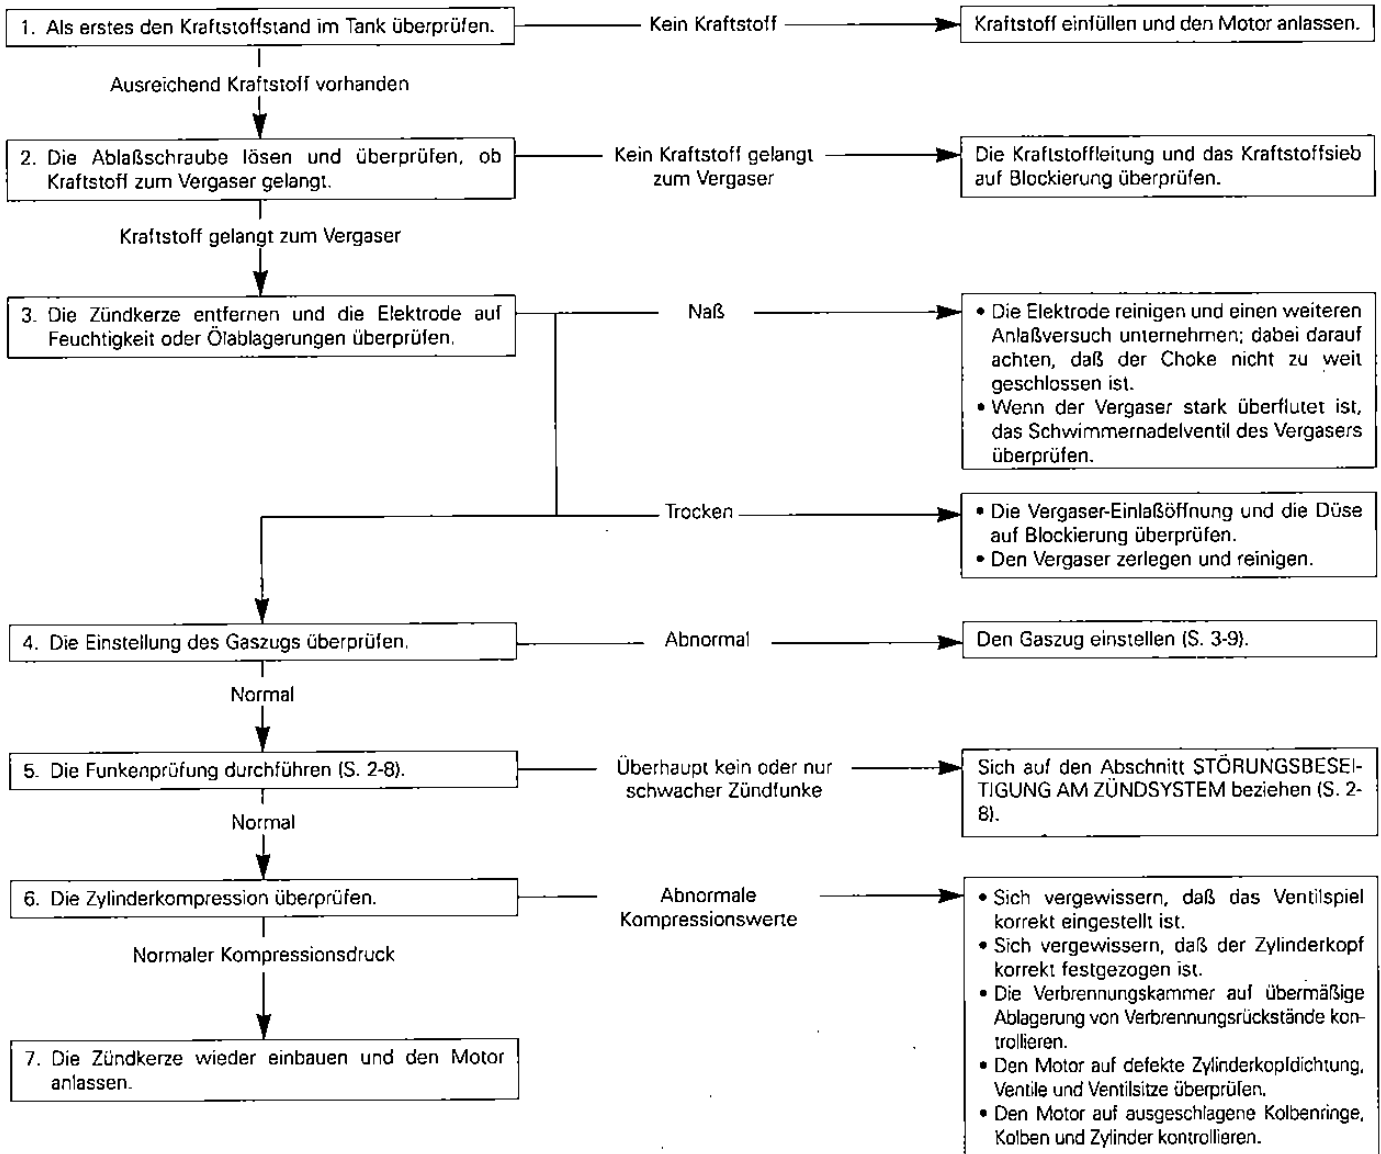 1. Als erstes den Kraftstoffstand im Tank überprüfen.
Kein Kraftstoff
Kraftstoff einfüllen und den Motor anlassen.
Ausreichend Kraftstoff vorhanden
2. Die Ablaßschraube lösen und überprüfen, ob
Kraftstoff zum Vergaser gelangt.
Kein Kraftstoff gelangt
zum Vergaser
Die Kraftstoffleitung und das Kraftstoffsieb
auf Blockierung überprüfen.
Kraftstoff gelangt zum Vergaser
3. Die Zündkerze entfernen und die Elektrode auf
Feuchtigkeit oder Ölablagerungen überprüfen.
Naß
• Die Elektrode reinigen und einen weiteren
Anlaßversuch unternehmen; dabei darauf
achten, daß der Choke nicht zu weit
geschlossen ist.
• Wenn der Vergaser stark überflutet ist,
das Schwimmernadelventil des Vergasers
überprüfen.
Trocken
• Die Vergaser-Einlaßöffnung und die Düse
auf Blockierung überprüfen.
• Den Vergaser zerlegen und reinigen.
4. Die Einstellung des Gaszugs überprüfen.
Abnormal
Den Gaszug einstellen (S. 3-9).
Normal
5. Die Funkenprüfung durchführen (S. 2-8).
Überhaupt kein oder nur
schwacher Zündfunke
Sich auf den Abschnitt STÖRUNGSBESEI-
TIGUNG AM ZÜNDSYSTEM beziehen (S. 2-
8).
Normal
6. Die Zylinderkompression überprüfen.
Abnormale
Kompressionswerte
• Sich vergewissern, daß das Ventilspiel
korrekt eingestellt ist.
• Sich vergewissern, daß der Zylinderkopf
korrekt festgezogen ist.
• Die Verbrennungskammer auf übermäßige
Ablagerung von Verbrennungsrückstände kon-
trollieren.
• Den Motor auf defekte Zylinderkopfdichtung,
Ventile und Ventilsitze überprüfen.
• Den Motor auf ausgeschlagene Kolbenringe,
Kolben und Zylinder kontrollieren.
Normaler Kompressionsdruck
7. Die Zündkerze wieder einbauen und den Motor
anlassen.